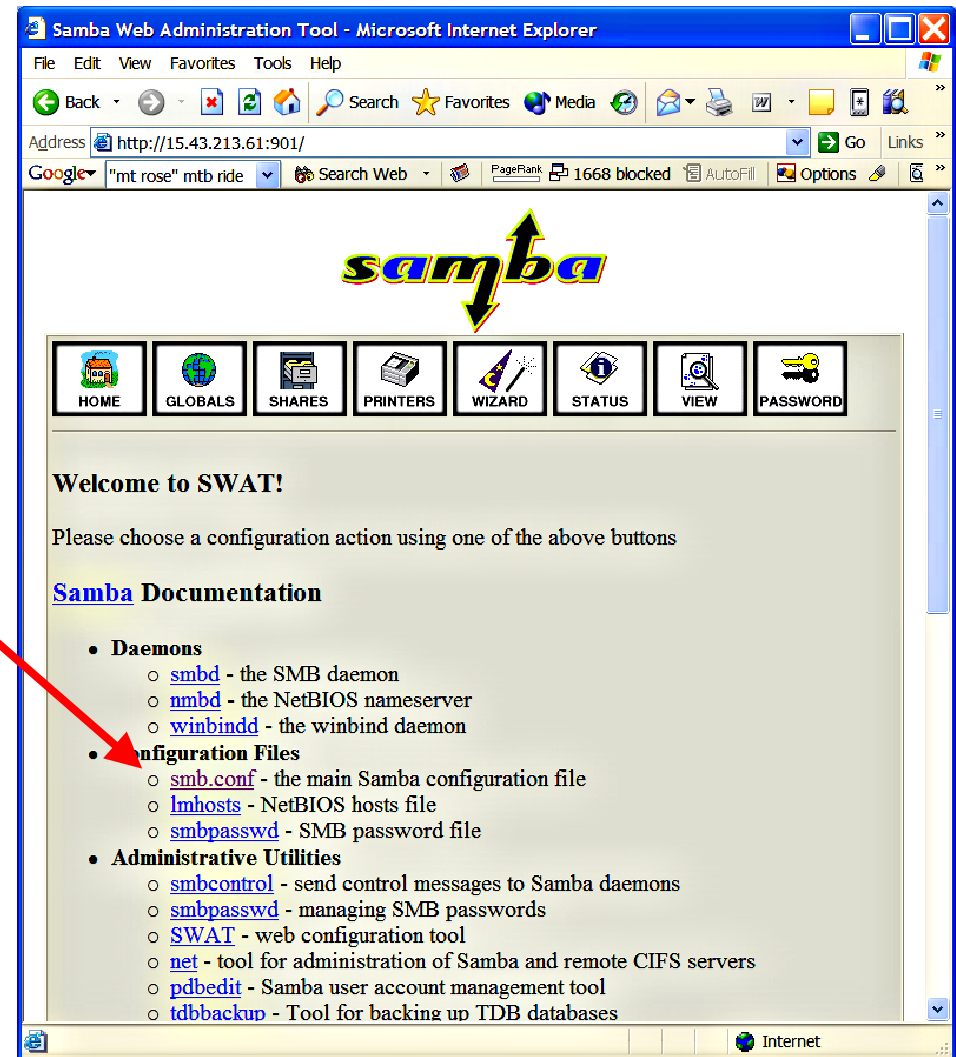 Samba Web Administration Tool - Microsoft Internet Explorer
File Edit View Favorites Tools Help
Back Search Favorites Media W »
Address http://15.43.213.61:901/ Go Links »
Google "mt rose" mtb ride Search Web PageRank 1668 blocked AutoFill Options »
samba
HOME GLOBALS SHARES PRINTERS WIZARD STATUS VIEW PASSWORD
Welcome to SWAT!
Please choose a configuration action using one of the above buttons
Samba Documentation
• Daemons
o smbd - the SMB daemon
o nmbd - the NetBIOS nameserver
o winbindd - the winbind daemon
• nfiguration Files
o smb.conf - the main Samba configuration file
o lmhosts - NetBIOS hosts file
o smbpasswd - SMB password file
• Administrative Utilities
o smbcontrol - send control messages to Samba daemons
o smbpasswd - managing SMB passwords
o SWAT - web configuration tool
o net - tool for administration of Samba and remote CIFS servers
o pdbedit - Samba user account management tool
o tdbbackup - Tool for backing up TDB databases
Internet